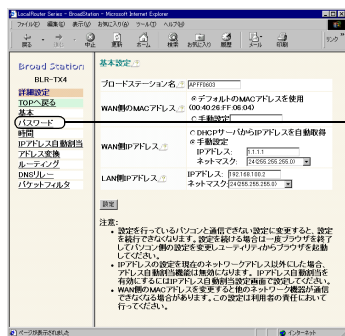 LocalRouter Series - BroadStation - Microsoft Internet Explorer
ファイル(F) 編集(E) 表示(V) お気に入り(A) ツール(T) ヘルプ(H)
戻る 進む 中止 更新 ホーム 検索 お気に入り 履歴 メール 印刷 リンク
Broad Station
BLR-TX4
詳細設定
TOPへ戻る
基本
パスワード
時間
IPアドレス自動割当
アドレス変換
ルーティング
DNSリレー
パケットフィルタ
基本設定
ブロードステーション名 APFF0603
WAN側のMACアドレス デフォルトのMACアドレスを使用
(00:40:26:FF:06:04)
手動設定
WAN側IPアドレス DHCPサーバからIPアドレスを自動取得
手動設定
IPアドレス: 1.1.1.1
ネットマスク: 24(255.255.255.0)
LAN側IPアドレス IPアドレス: 192.168.100.2
ネットマスク: 24(255.255.255.0)
設定
注意:
• 設定を行っているパソコンと通信できない設定に変更すると、設定を続行できなくなります。設定を続ける場合は一度ブラウザを終了してパソコン側の設定を変更しユーティリティからブラウザを起動してください。
• IPアドレスの設定を現在のネットワークアドレス以外にした場合、アドレス自動割当機能は無効になります。IPアドレス自動割当を有効にするにはIPアドレス自動割当設定画面で設定してください。
• WAN側のMACアドレスを変更すると他のネットワーク機器が通信できなくなる場合があります。この設定は利用者の責任において行ってください。
ページが表示されました
インターネット